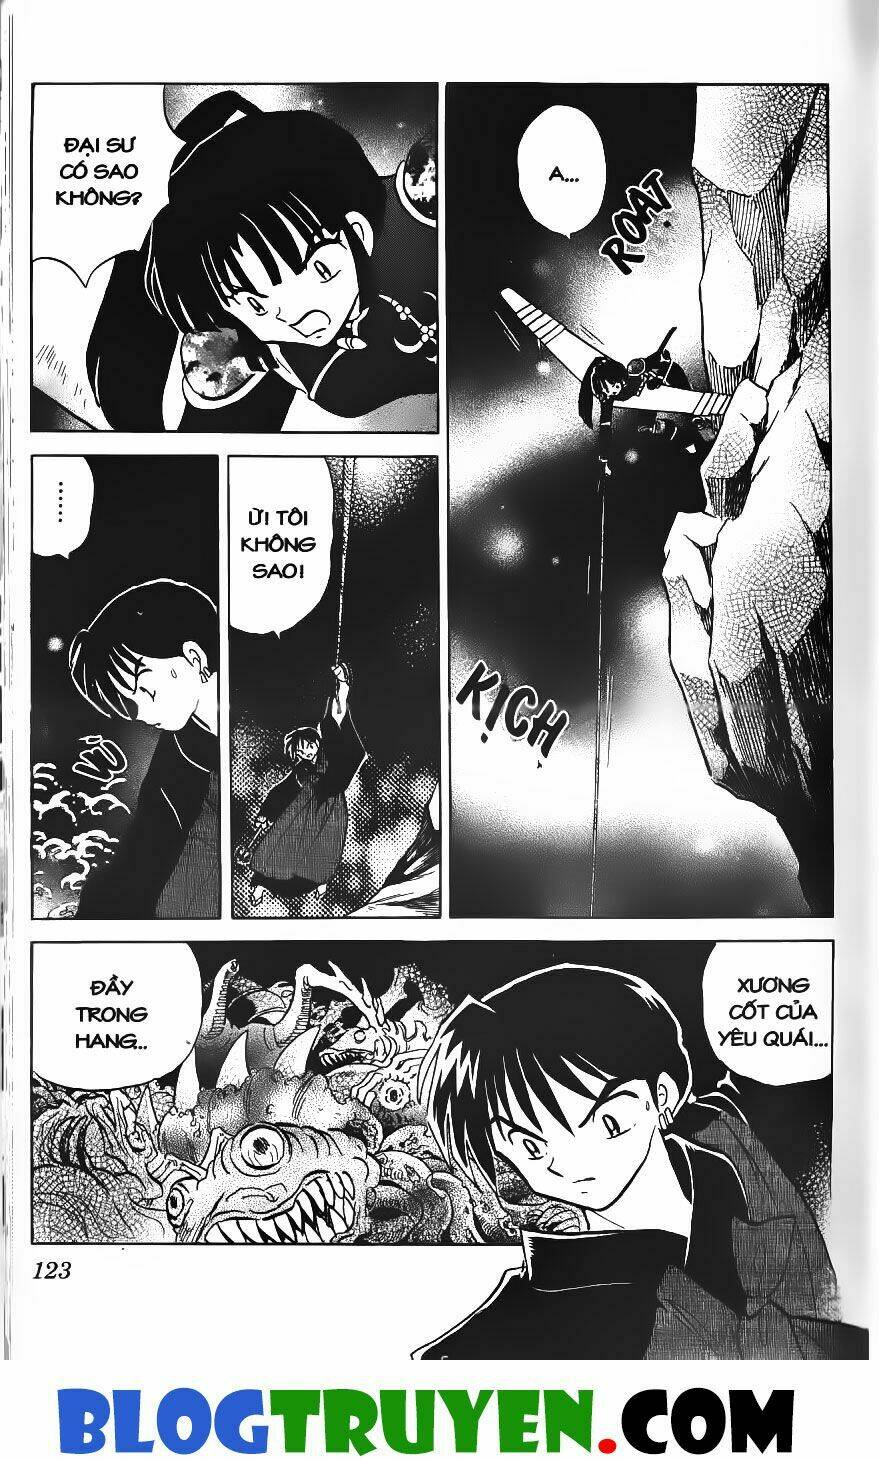 A...
ROẠT
KỊCH
ĐẠI SƯ
CÓ SAO
KHÔNG?
ỪI TÔI
KHÔNG
SAO!
.......
XƯƠNG
CỐT CỦA
YÊU QUÁI...
ĐẦY
TRONG
HANG...
123
BLOGTRUYEN.COM